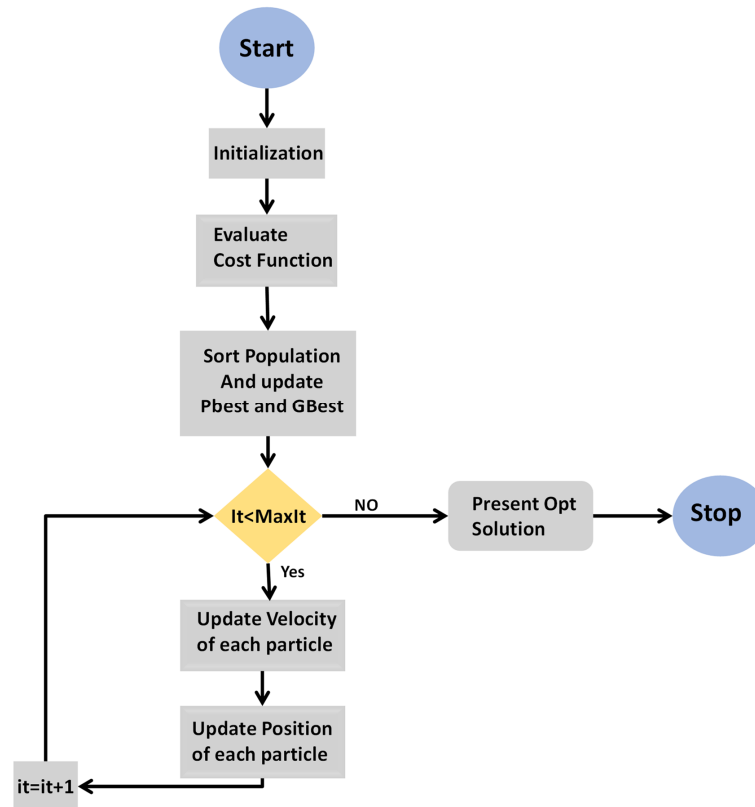 Start
Initialization
Evaluate
Cost Function
Sort Population
And update
Pbest and GBest
It<MaxIt
NO
Present Opt
Solution
Stop
Yes
Update Velocity
of each particle
Update Position
of each particle
it=it+1